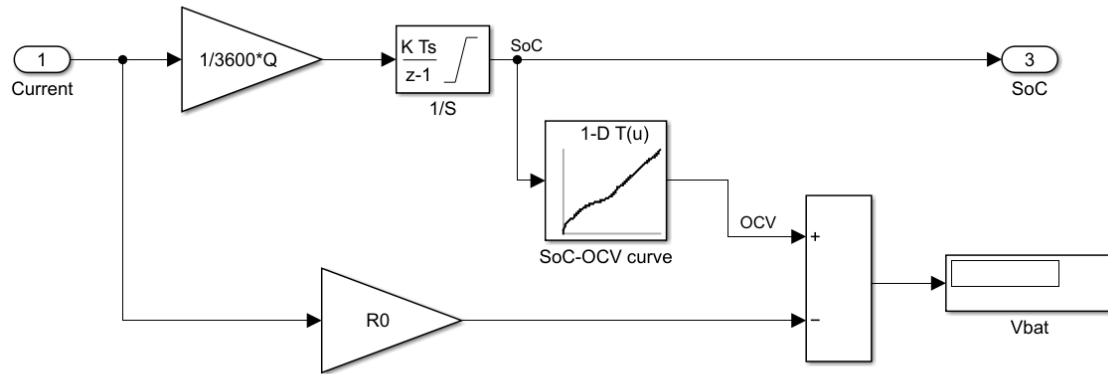 1
Current
1/3600*Q
K Ts
z-1
1/S
SoC
3
SoC
1-D T(u)
SoC-OCV curve
OCV
+
−
R0
Vbat